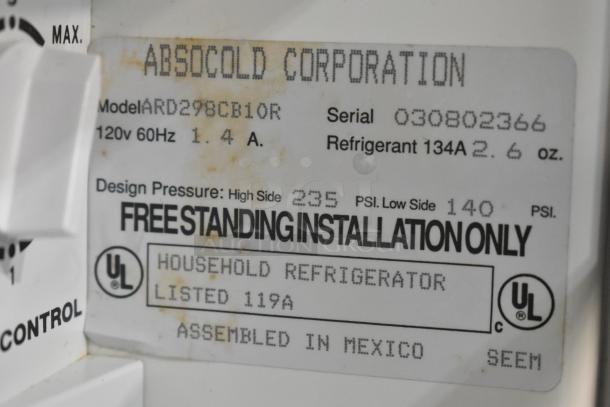 MAX.
ABSOCOLD CORPORATION
Model ARD298CB10R
Serial 030802366
120v 60Hz 1.4 A.
Refrigerant 134A 2.6 oz.
Design Pressure: High Side 235 PSI. Low Side 140 PSI.
FREESTANDING INSTALLATION ONLY
UL ®
HOUSEHOLD REFRIGERATOR
LISTED 119A
C UL ®
ASSEMBLED IN MEXICO
SEEM
1
CONTROL